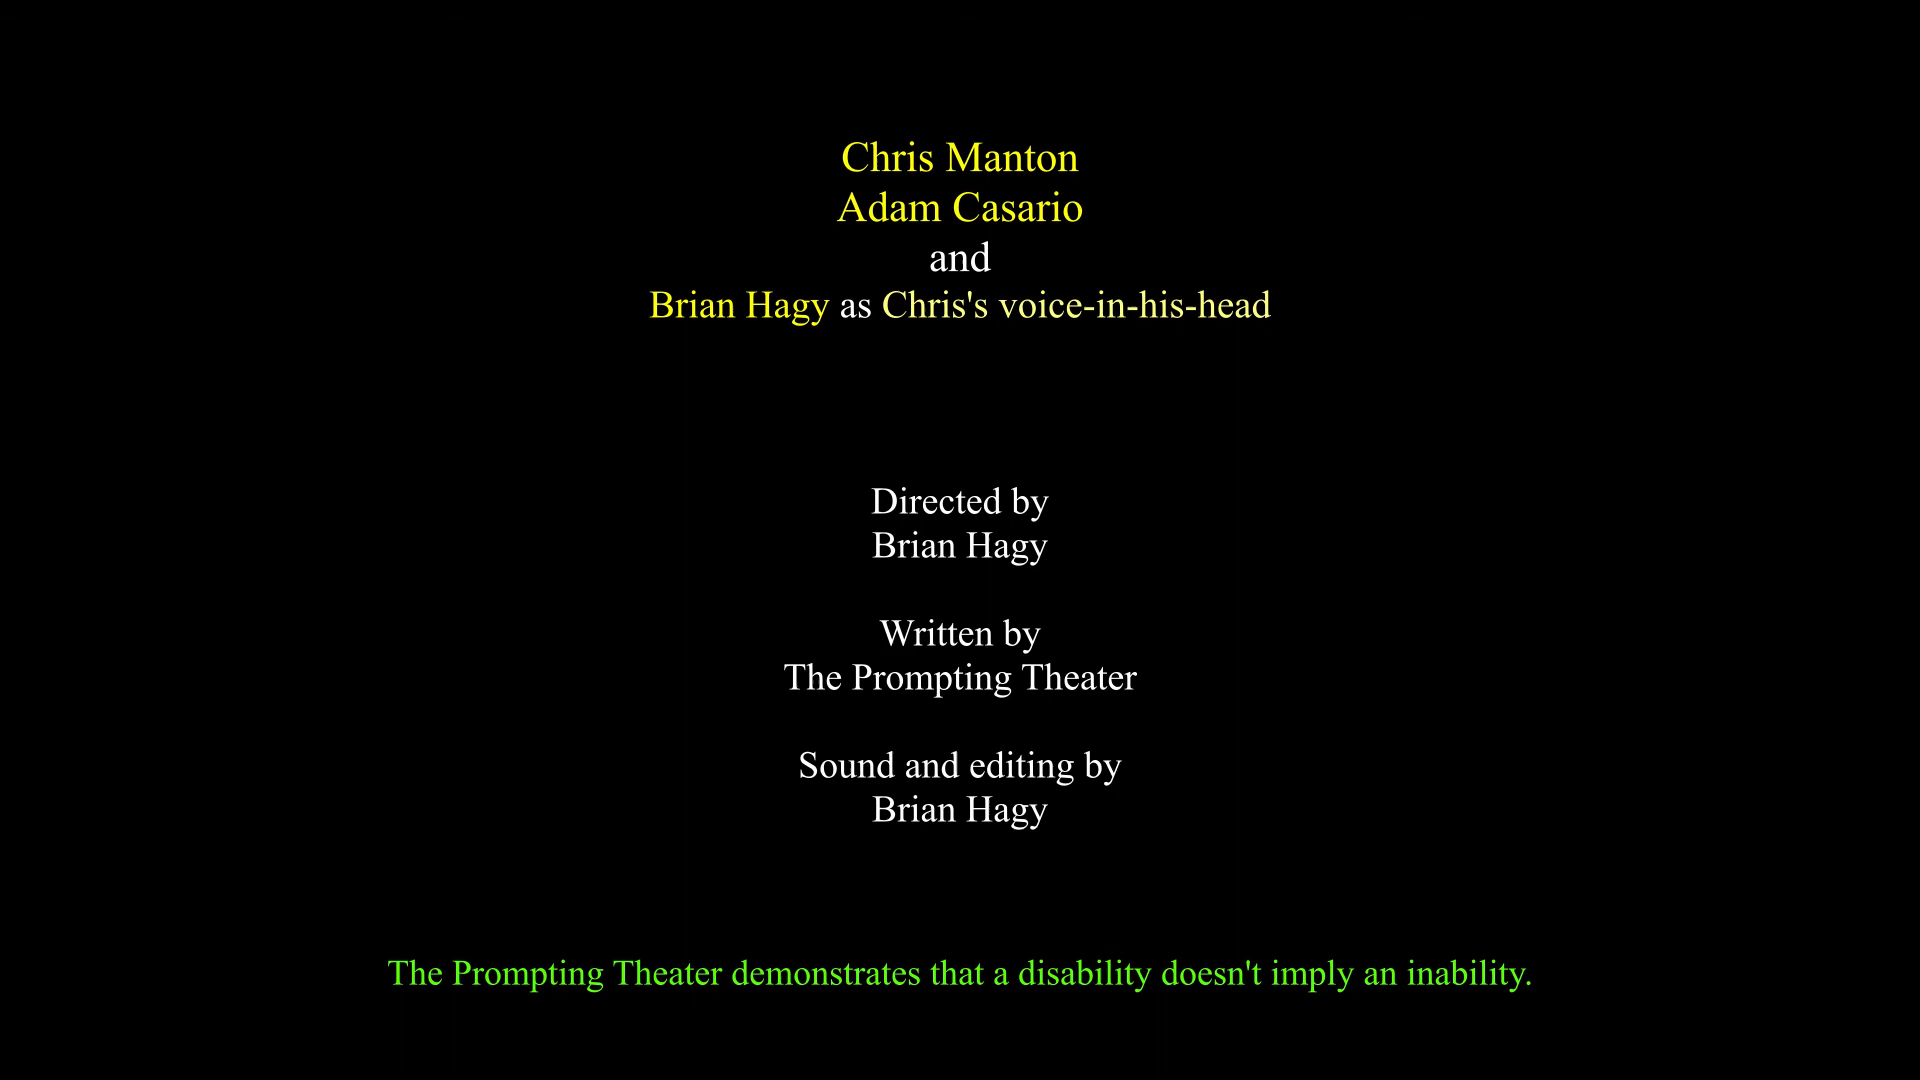 Chris Manton
Adam Casario
and
Brian Hagy as Chris's voice-in-his-head
Directed by
Brian Hagy
Written by
The Prompting Theater
Sound and editing by
Brian Hagy
The Prompting Theater demonstrates that a disability doesn't imply an inability.